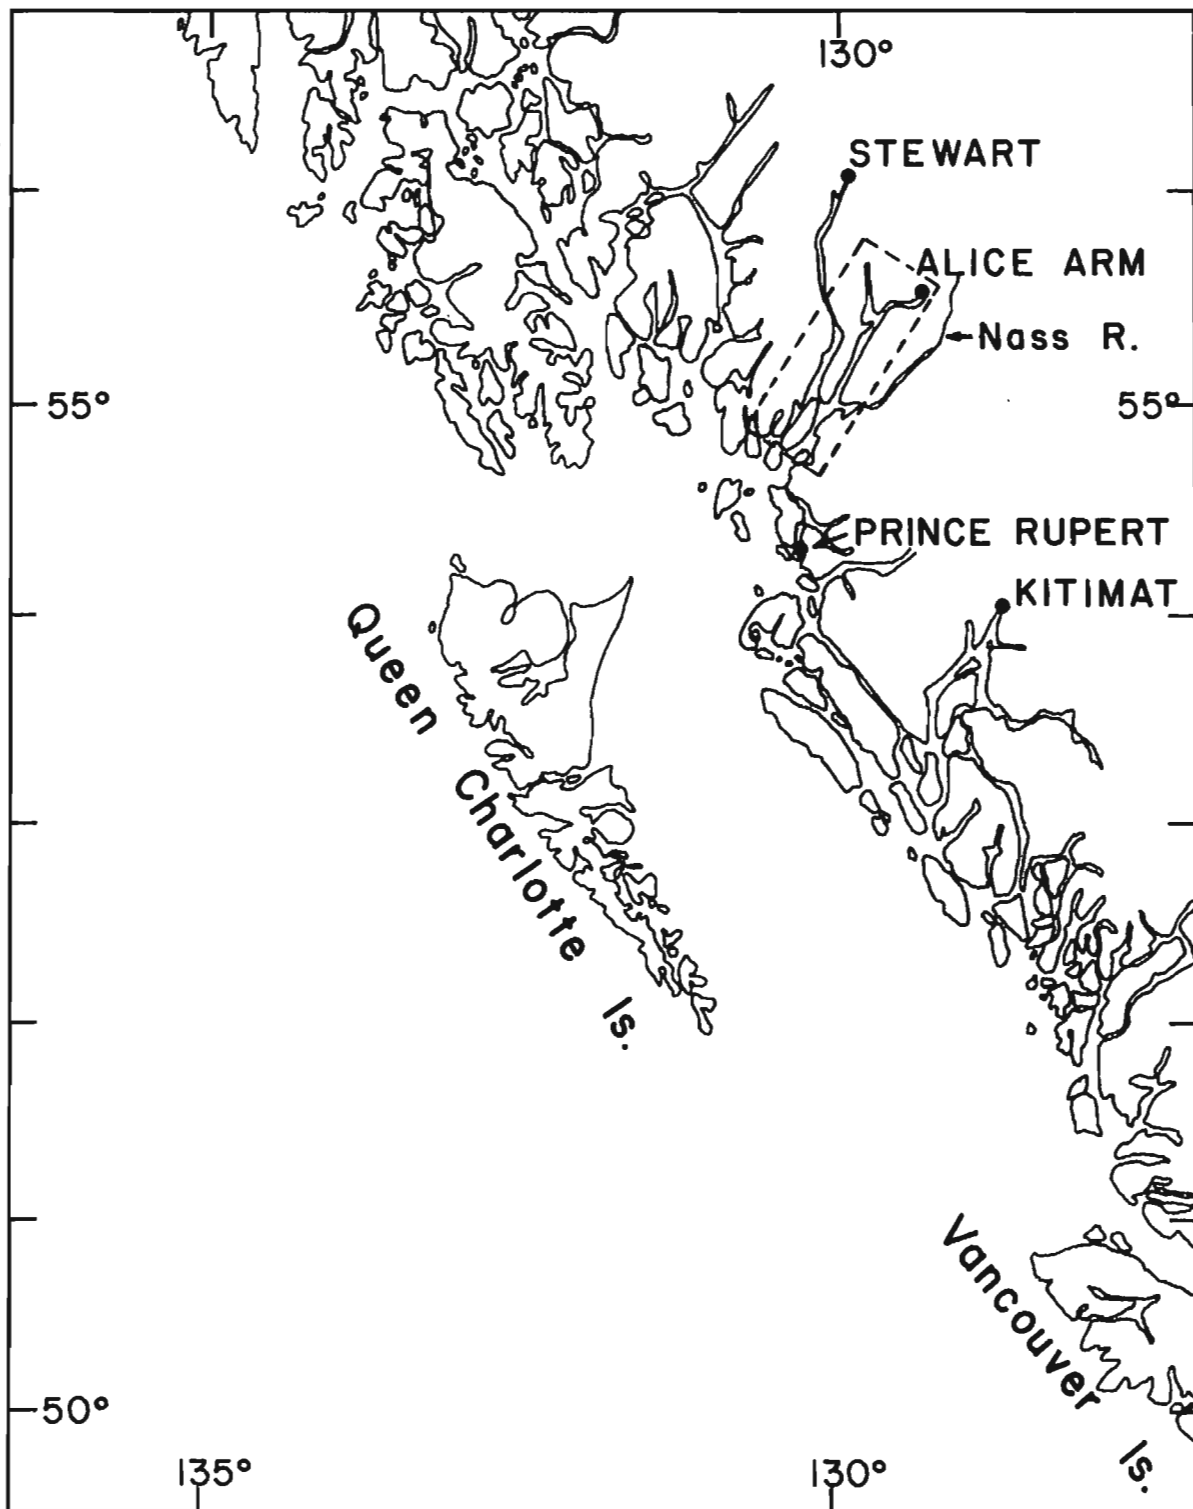 130°
STEWART
ALICE ARM
Nass R.
55°
55°
PRINCE RUPERT
KITIMAT
Queen Charlotte Is.
Vancouver Is.
50°
135°
130°